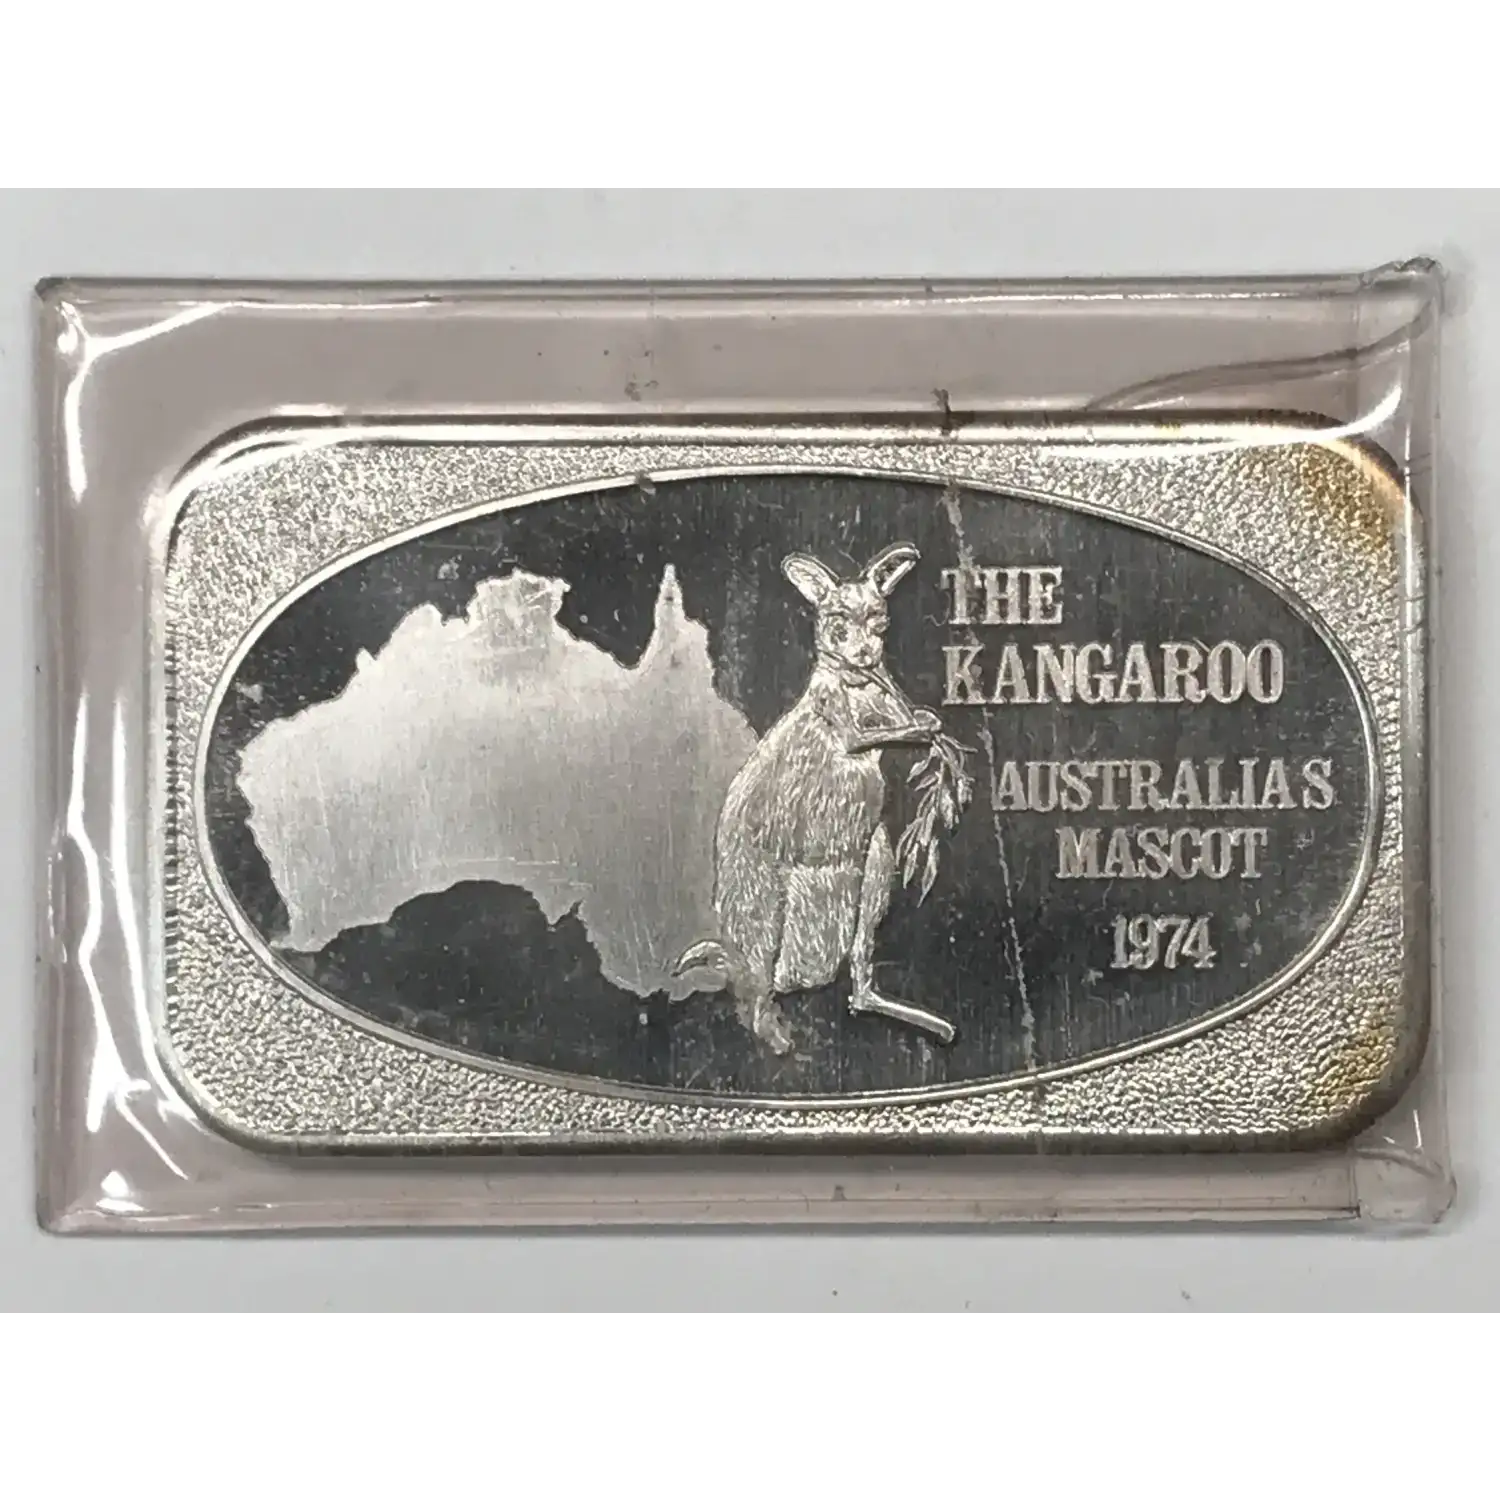 THE
KANGAROO
AUSTRALIAS
MASCOT
1974